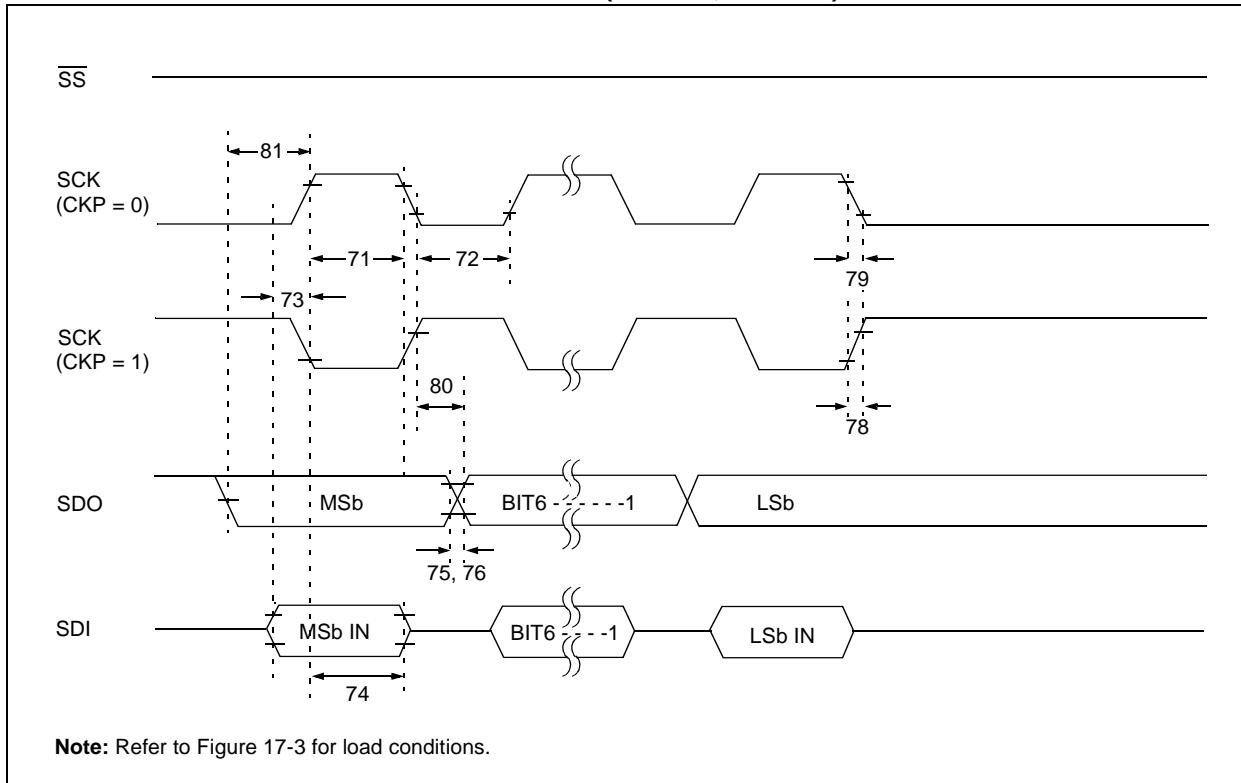 SS
81
SCK
(CKP = 0)
71
72
79
73
SCK
(CKP = 1)
80
78
SDO
MSb
BIT6 - - - - - -1
LSb
75, 76
SDI
MSb IN
BIT6 - - - - -1
LSb IN
74
Note: Refer to Figure 17-3 for load conditions.